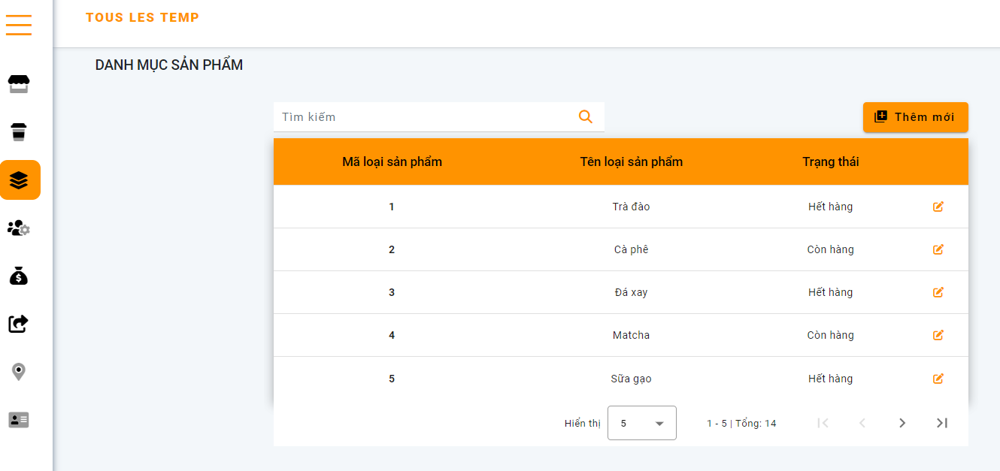 TOUS LES TEMP
DANH MỤC SẢN PHẨM
Tìm kiếm
Thêm mới
Mã loại sản phẩm Tên loại sản phẩm Trạng thái
1 Trà đào Hết hàng
2 Cà phê Còn hàng
3 Đá xay Hết hàng
4 Matcha Còn hàng
5 Sữa gạo Hết hàng
Hiển thị 5 1 - 5 | Tổng: 14